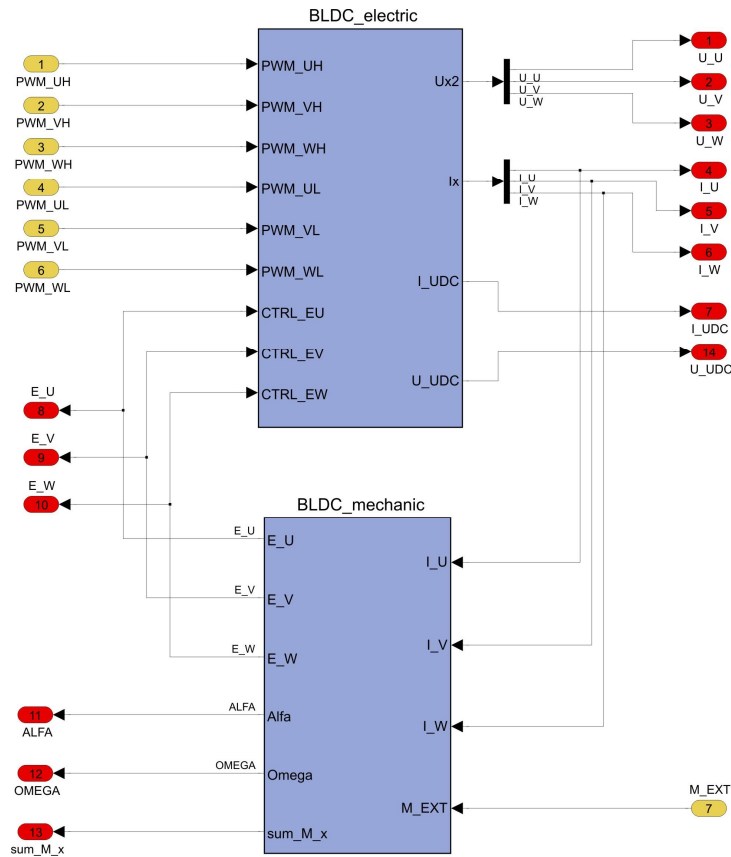 BLDC_electric
1
PWM_UH
2
PWM_VH
3
PWM_WH
4
PWM_UL
5
PWM_VL
6
PWM_WL
PWM_UH
PWM_VH
PWM_WH
PWM_UL
PWM_VL
PWM_WL
CTRL_EU
CTRL_EV
CTRL_EW
Ux2
Ix
I_UDC
U_UDC
U_U
U_V
U_W
I_U
I_V
I_W
1
U_U
2
U_V
3
U_W
4
I_U
5
I_V
6
I_W
7
I_UDC
14
U_UDC
E_U
8
E_V
9
E_W
10
BLDC_mechanic
E_U
E_V
E_W
ALFA
OMEGA
E_U
E_V
E_W
Alfa
Omega
sum_M_x
I_U
I_V
I_W
M_EXT
11
ALFA
12
OMEGA
13
sum_M_x
M_EXT
7